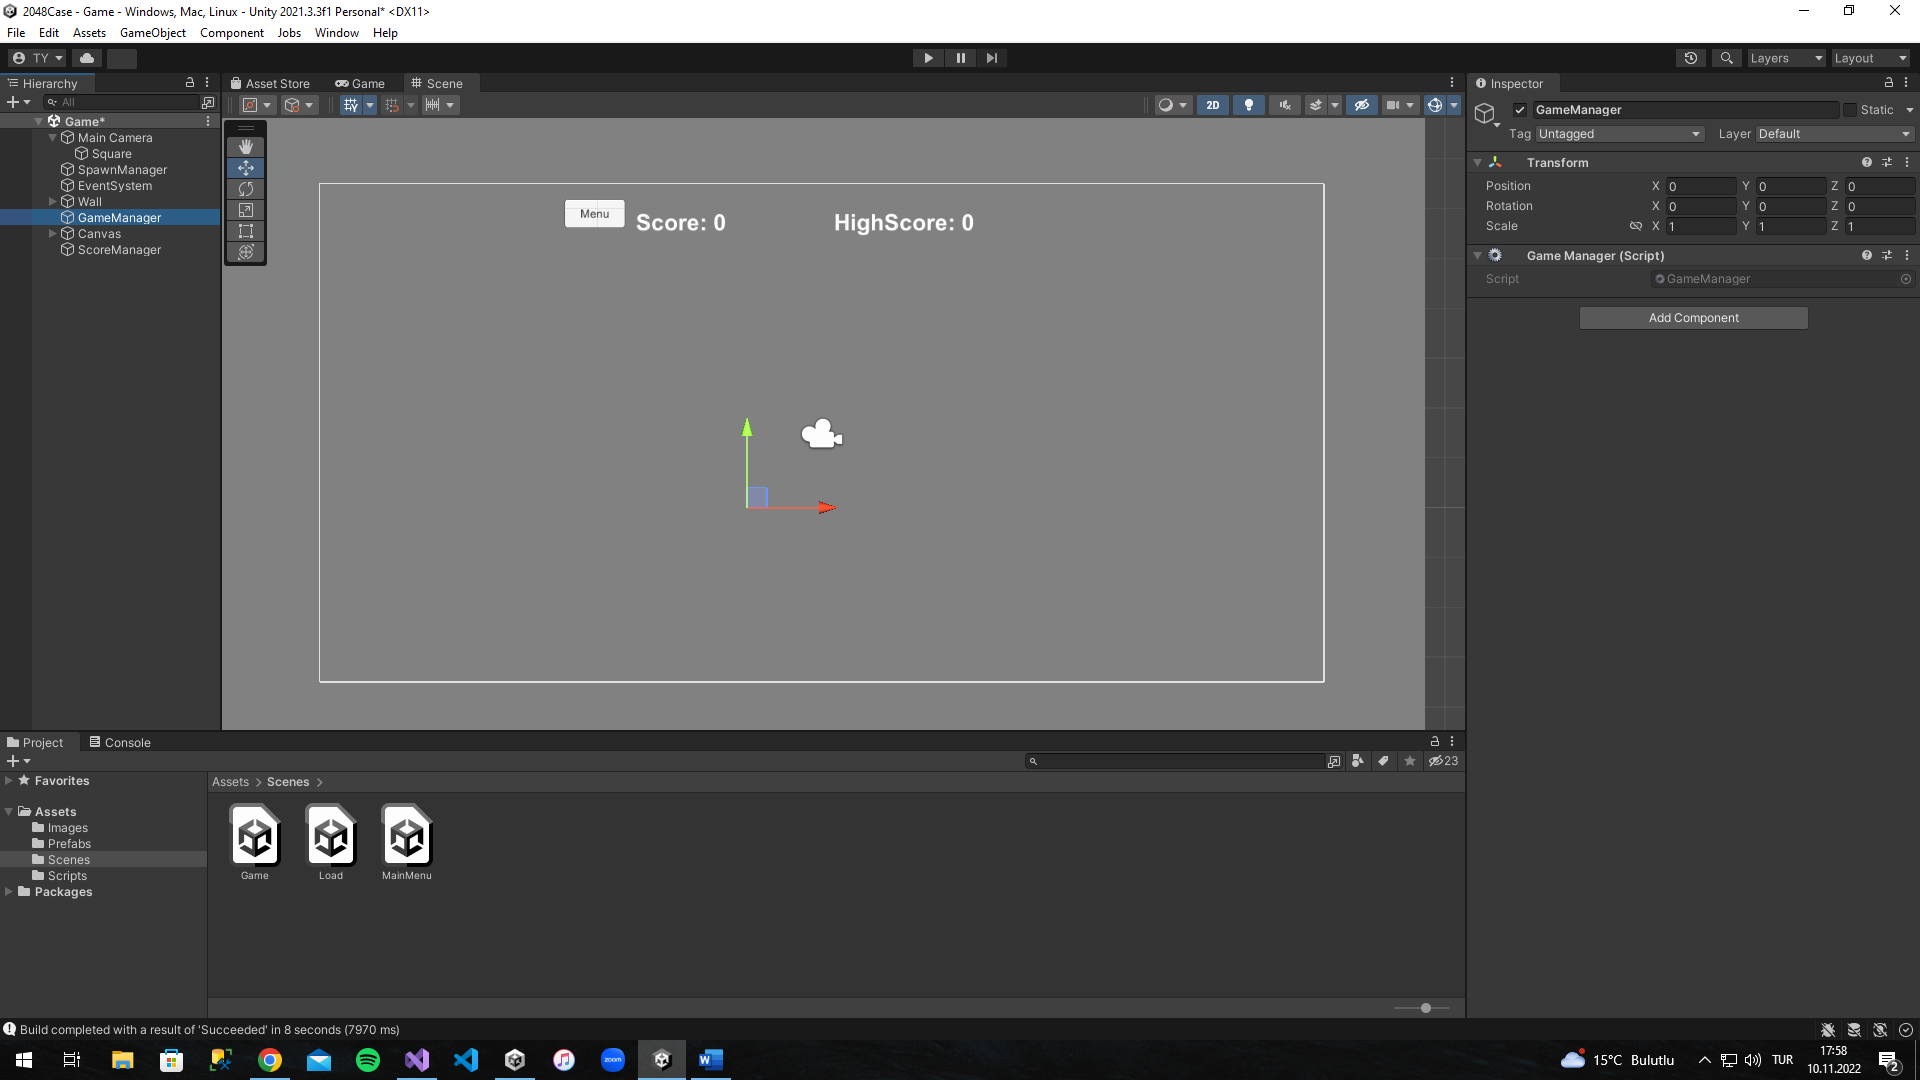 2048Case - Game - Windows, Mac, Linux - Unity 2021.3.3f1 Personal* <DX11>
File Edit Assets GameObject Component Jobs Window Help
TY Layers Layout
Hierarchy Asset Store Game Scene Inspector
All 2D
GameManager Static
Tag Untagged Layer Default
Game*
Main Camera
Square
SpawnManager
EventSystem
Wall
GameManager
Canvas
ScoreManager
Menu Score: 0 HighScore: 0
Transform
Position X 0 Y 0 Z 0
Rotation X 0 Y 0 Z 0
Scale X 1 Y 1 Z 1
Game Manager (Script)
Script GameManager
Add Component
Project Console
23
Favorites
Assets
Images
Prefabs
Scenes
Scripts
Packages
Assets > Scenes >
Game Load MainMenu
Build completed with a result of 'Succeeded' in 8 seconds (7970 ms)
zoom
15°C Bulutlu TUR 17:58
10.11.2022 2